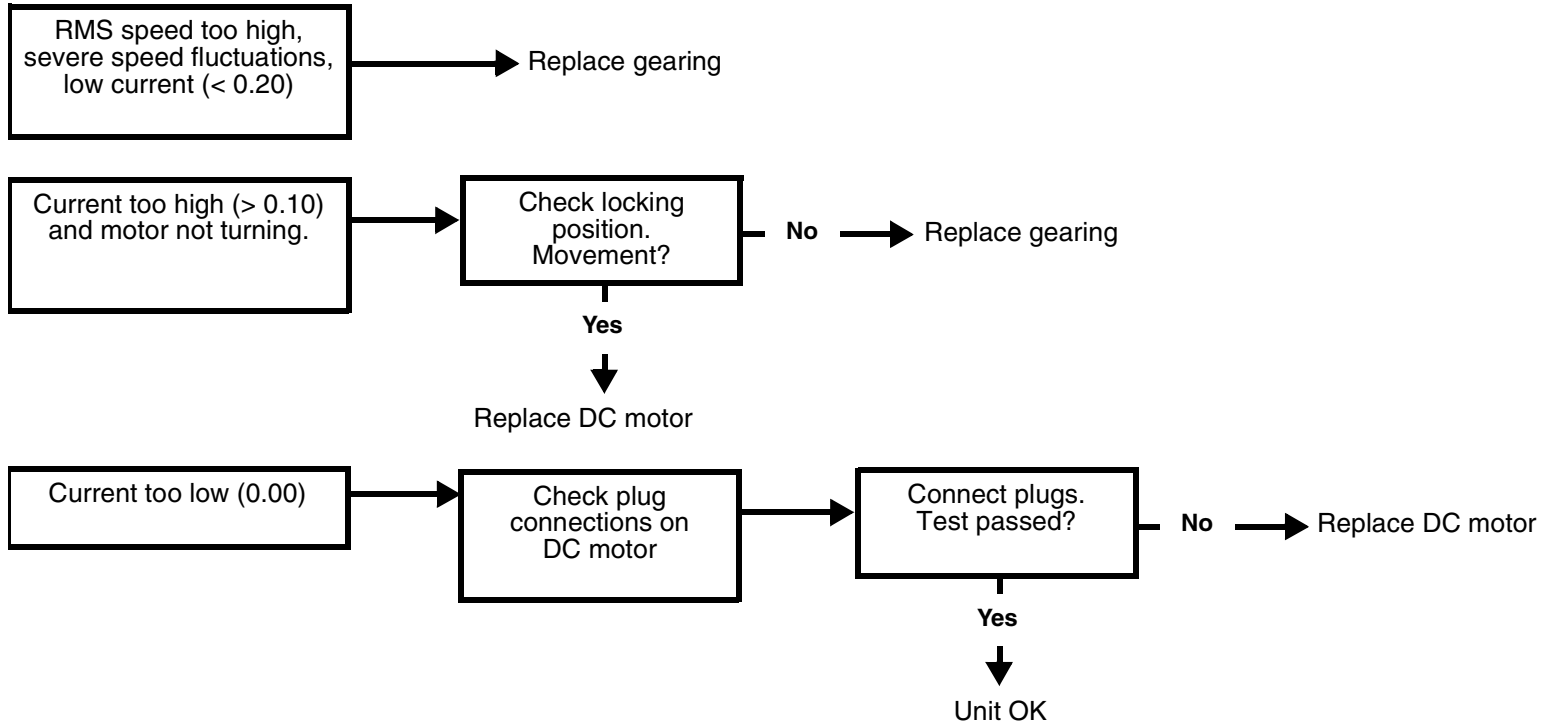 RMS speed too high,
severe speed fluctuations,
low current (< 0.20)
Replace gearing
Current too high (> 0.10)
and motor not turning.
Check locking
position.
Movement?
No
Replace gearing
Yes
Replace DC motor
Current too low (0.00)
Check plug
connections on
DC motor
Connect plugs.
Test passed?
No
Replace DC motor
Yes
Unit OK